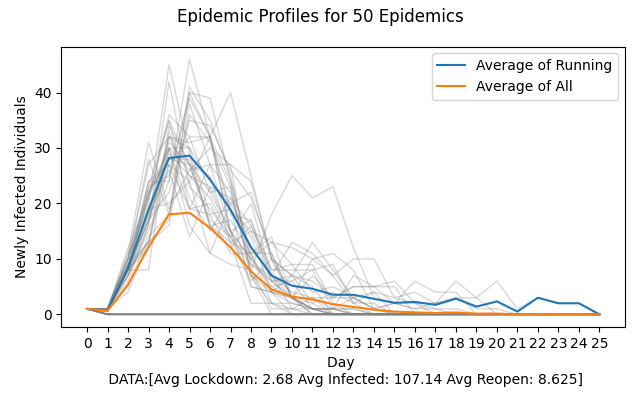 Epidemic Profiles for 50 Epidemics
Newly Infected Individuals
Average of Running
Average of All
40
30
20
10
0
0 1 2 3 4 5 6 7 8 9 10 11 12 13 14 15 16 17 18 19 20 21 22 23 24 25
Day
DATA:[Avg Lockdown: 2.68 Avg Infected: 107.14 Avg Reopen: 8.625]